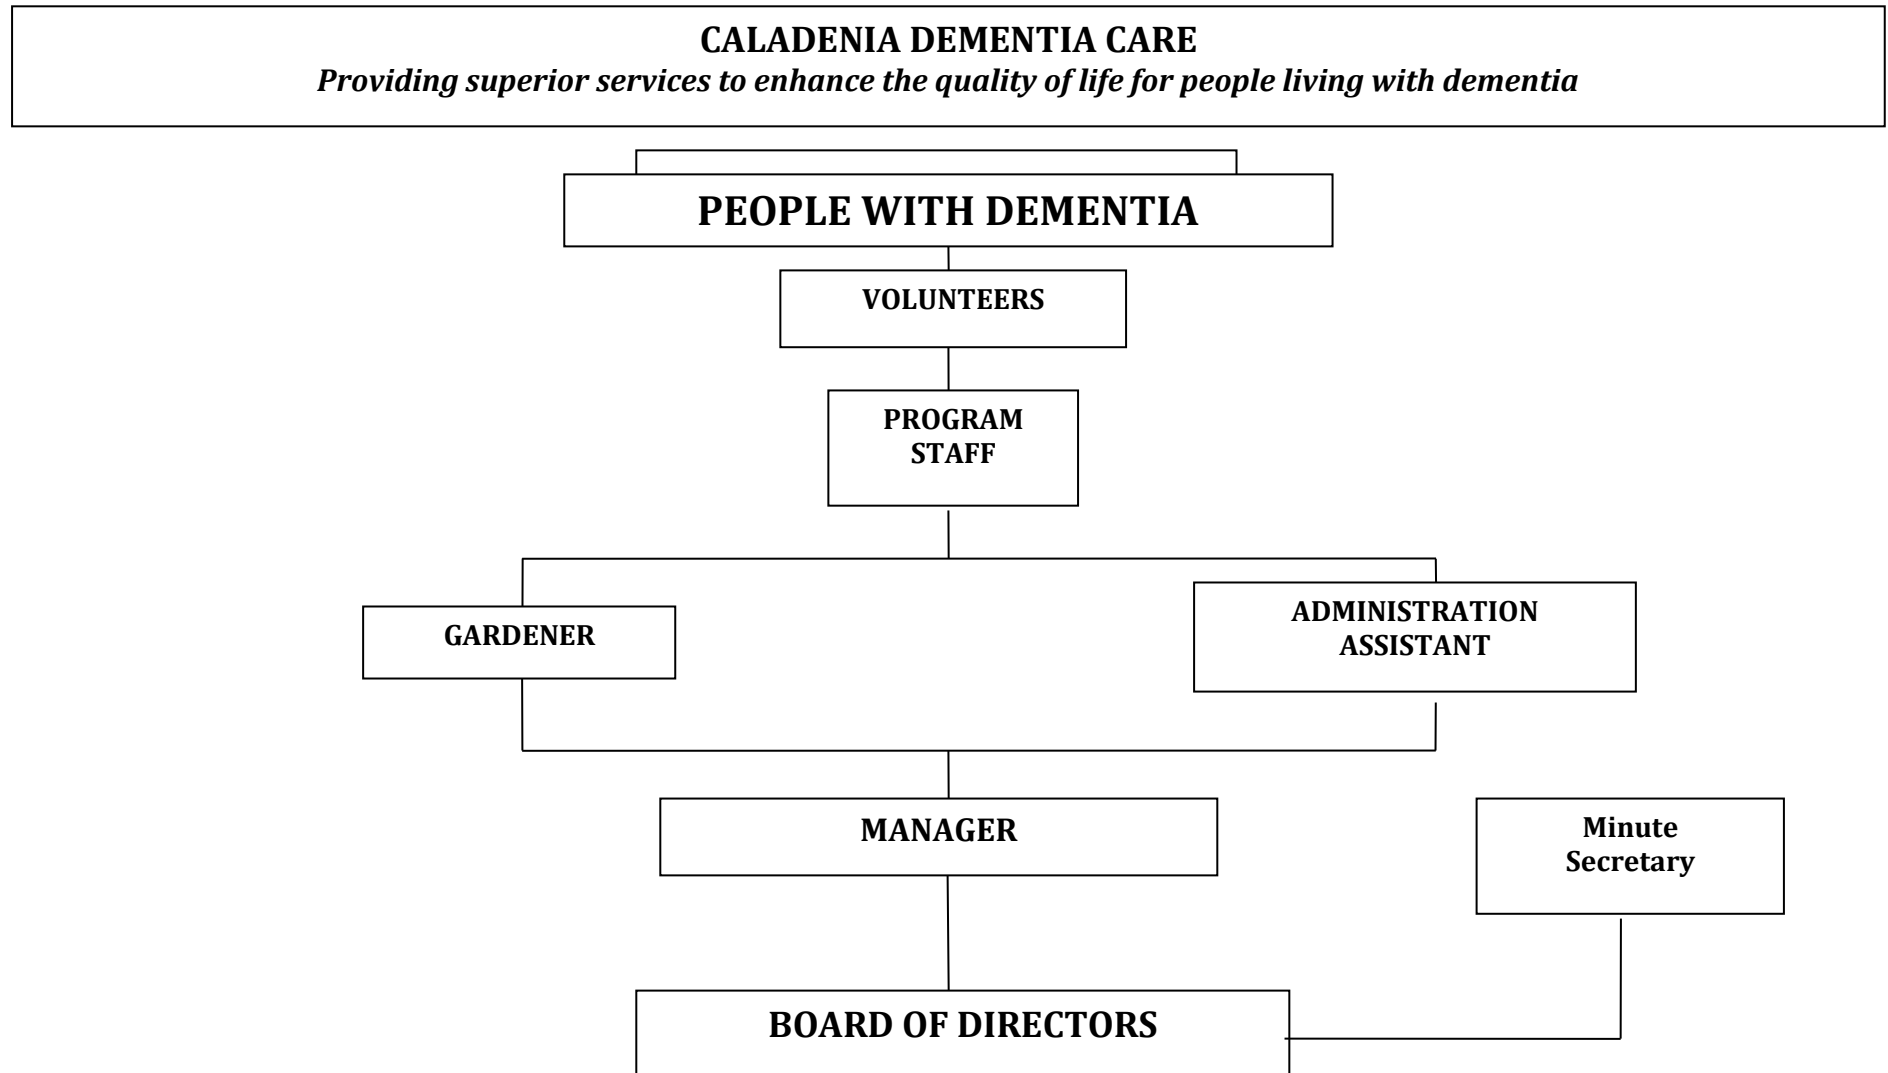 CALADENIA DEMENTIA CARE
Providing superior services to enhance the quality of life for people living with dementia
PEOPLE WITH DEMENTIA
VOLUNTEERS
PROGRAM
STAFF
GARDENER
ADMINISTRATION
ASSISTANT
MANAGER
Minute
Secretary
BOARD OF DIRECTORS